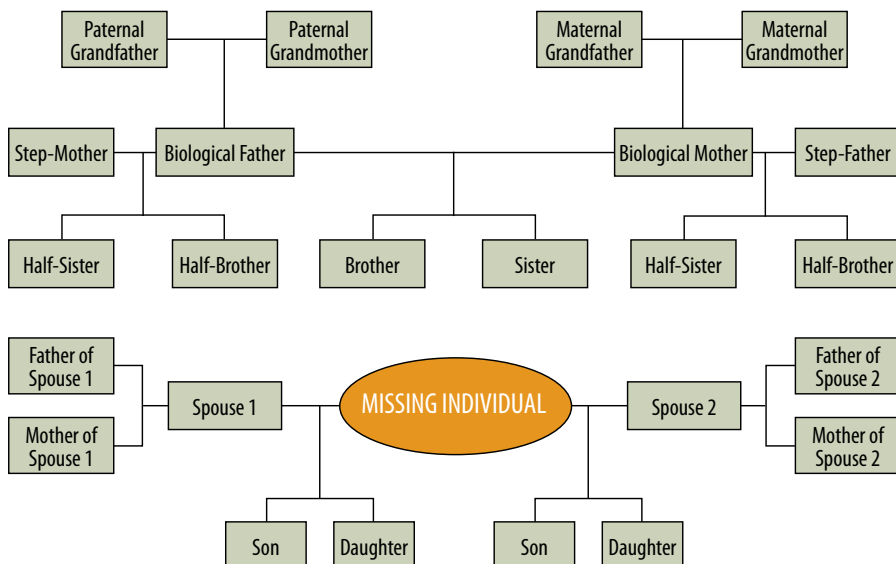 Paternal
Grandfather
Paternal
Grandmother
Maternal
Grandfather
Maternal
Grandmother
Step-Mother
Biological Father
Biological Mother
Step-Father
Half-Sister
Half-Brother
Brother
Sister
Half-Sister
Half-Brother
Father of
Spouse 1
Mother of
Spouse 1
Spouse 1
MISSING INDIVIDUAL
Spouse 2
Father of
Spouse 2
Mother of
Spouse 2
Son
Daughter
Son
Daughter